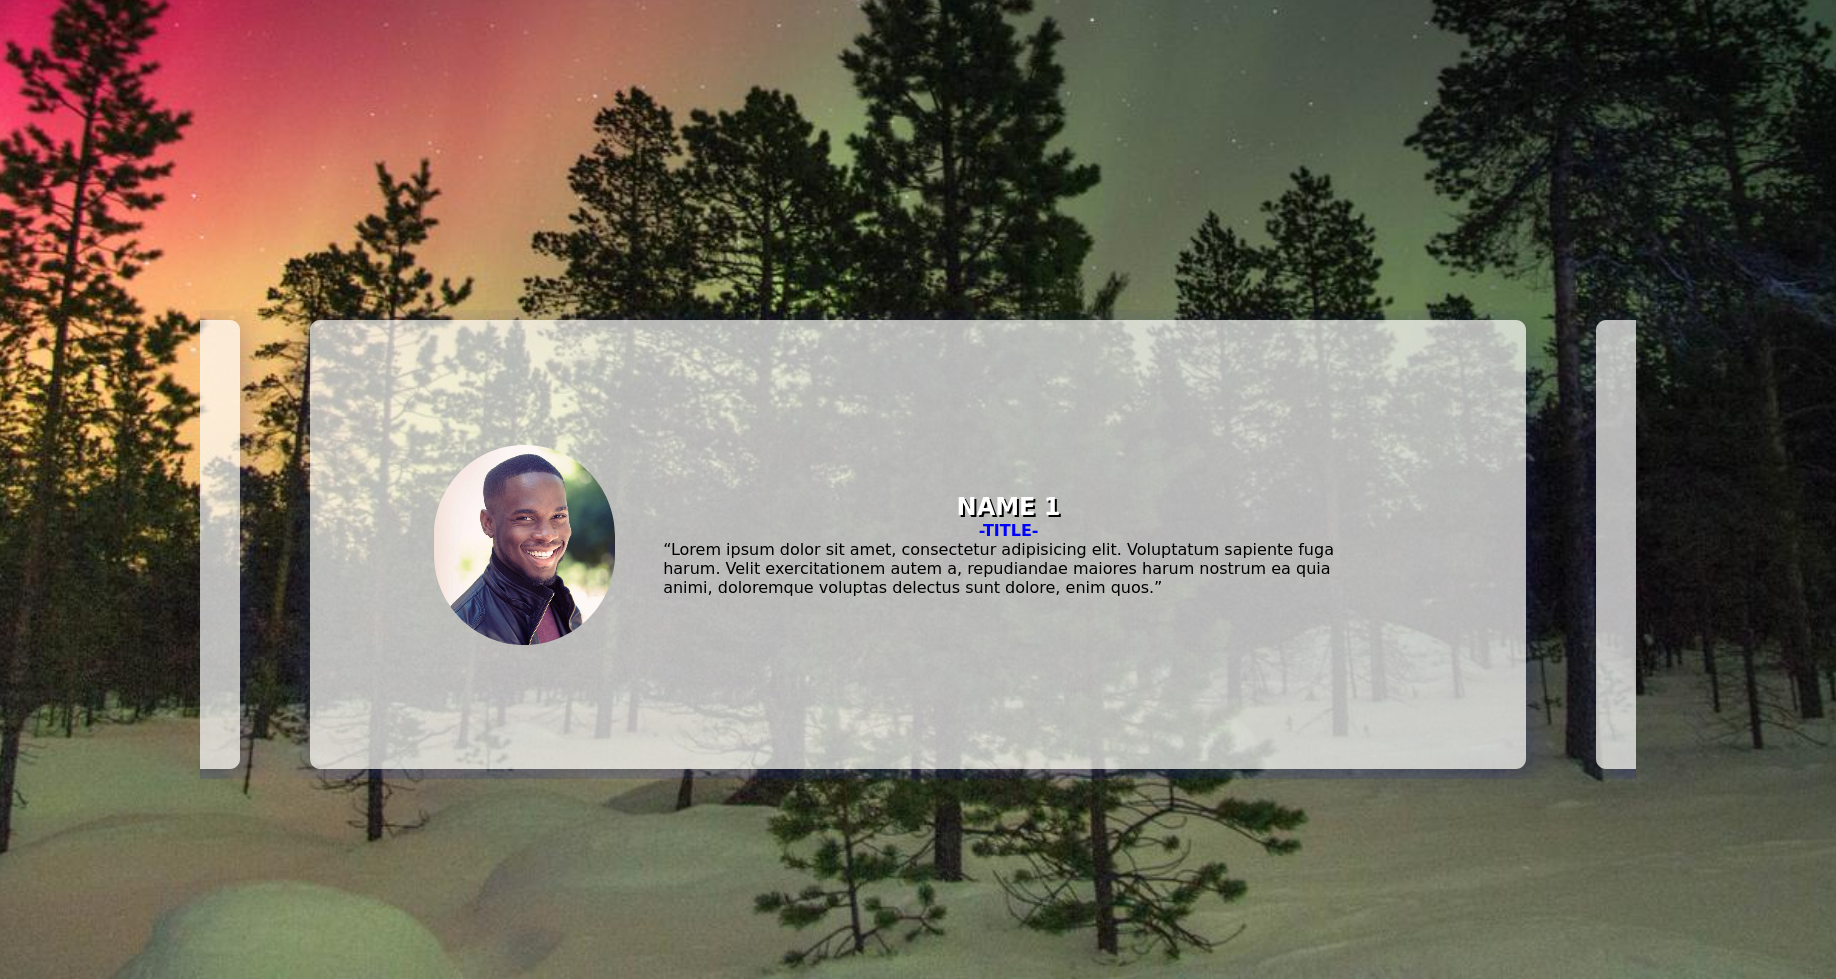 NAME 1
-TITLE-
“Lorem ipsum dolor sit amet, consectetur adipisicing elit. Voluptatum sapiente fuga
harum. Velit exercitationem autem a, repudiandae maiores harum nostrum ea quia
animi, doloremque voluptas delectus sunt dolore, enim quos.”